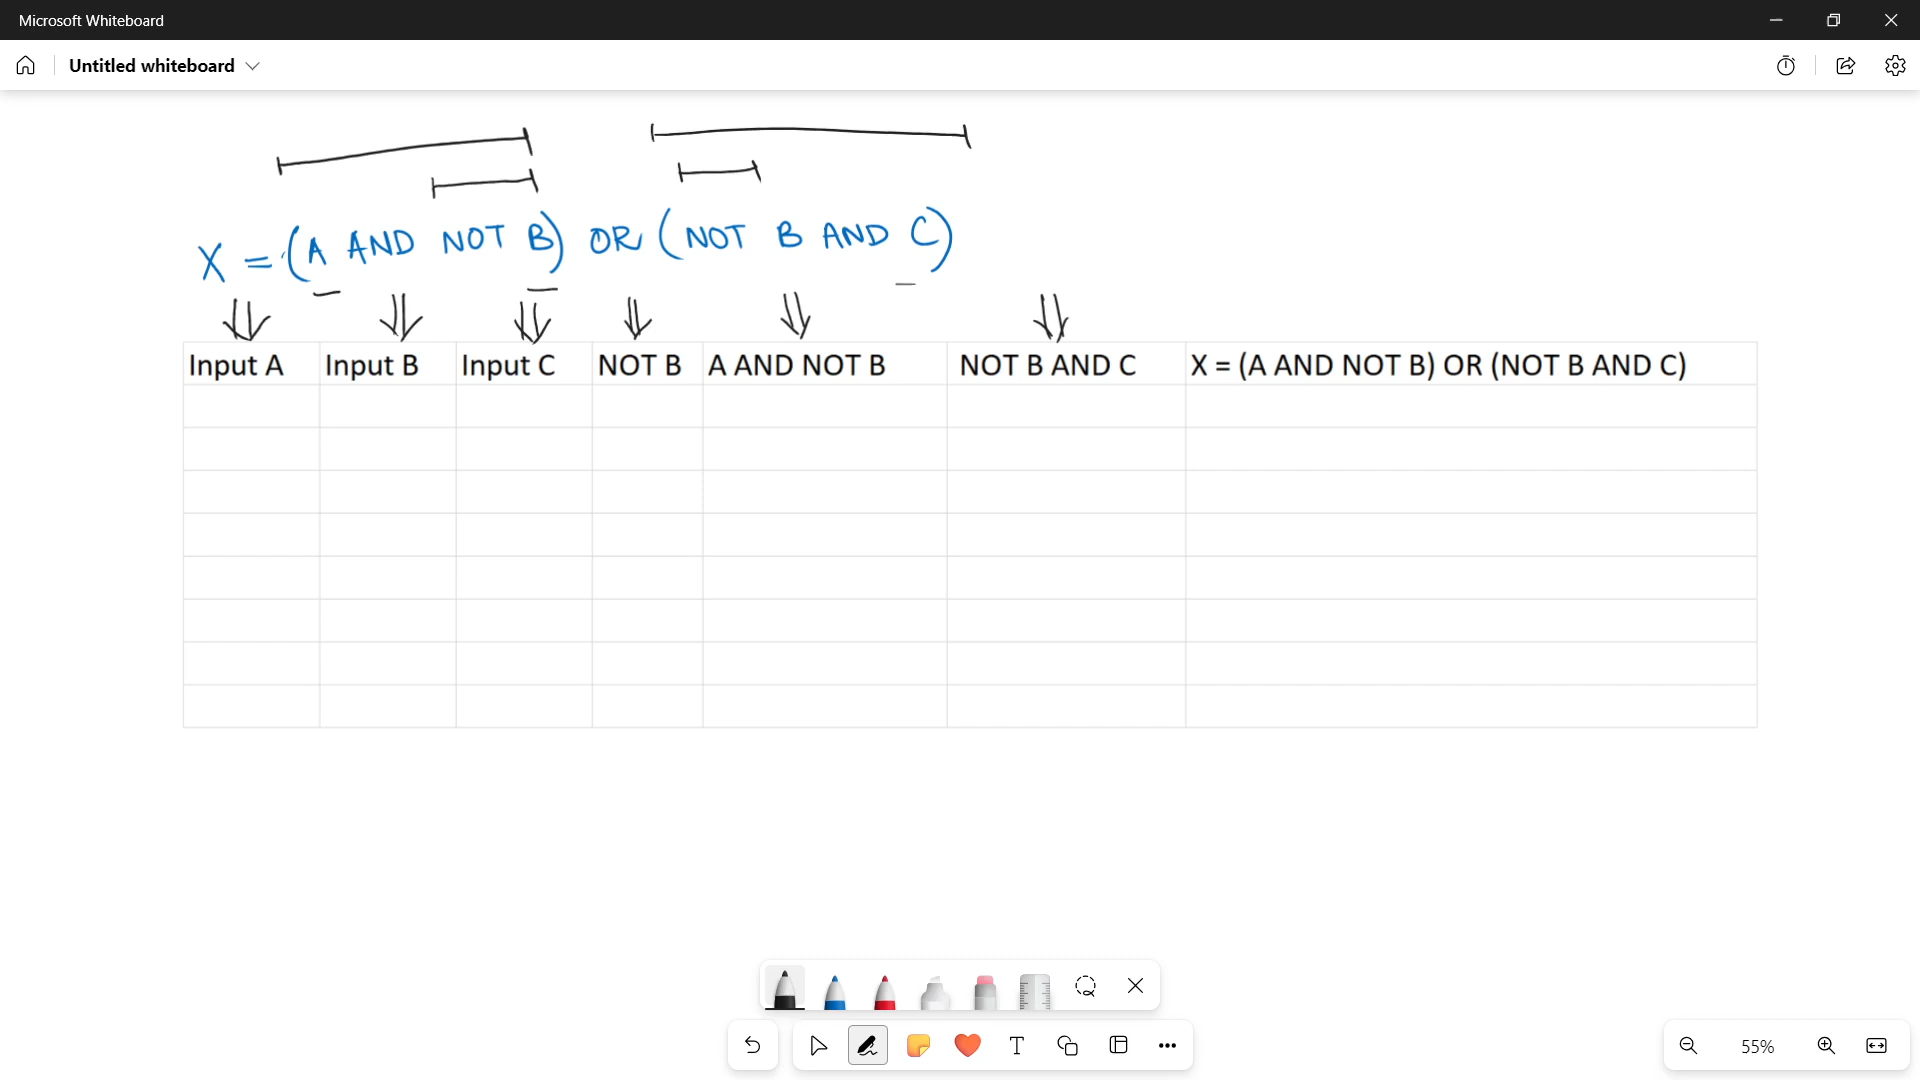 Microsoft Whiteboard
Untitled whiteboard
X = (A AND NOT B) OR (NOT B AND C)
Input A Input B Input C NOT B A AND NOT B NOT B AND C X = (A AND NOT B) OR (NOT B AND C)
55%